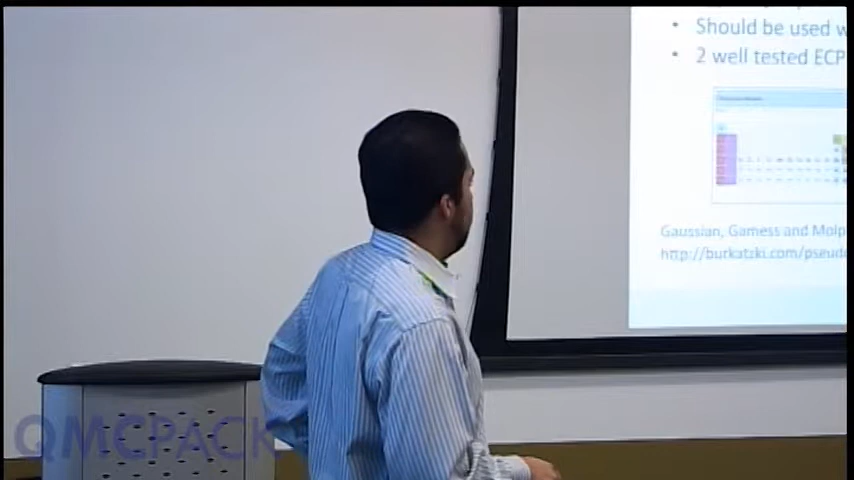 • Should be used w
• 2 well tested ECP
Gaussian, Gamess and Molp
http://burkatzki.com/pseud
QMCPACK